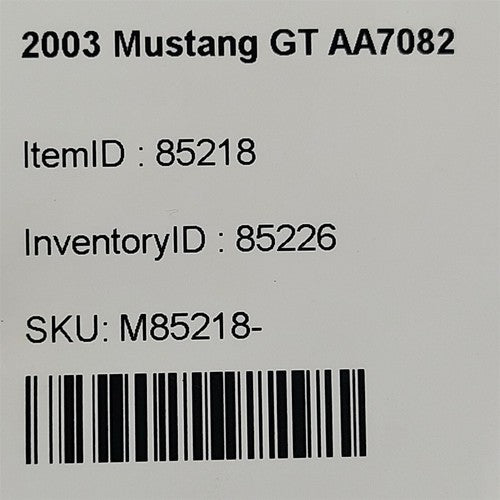 2003 Mustang GT AA7082
ItemID : 85218
InventoryID : 85226
SKU: M85218-